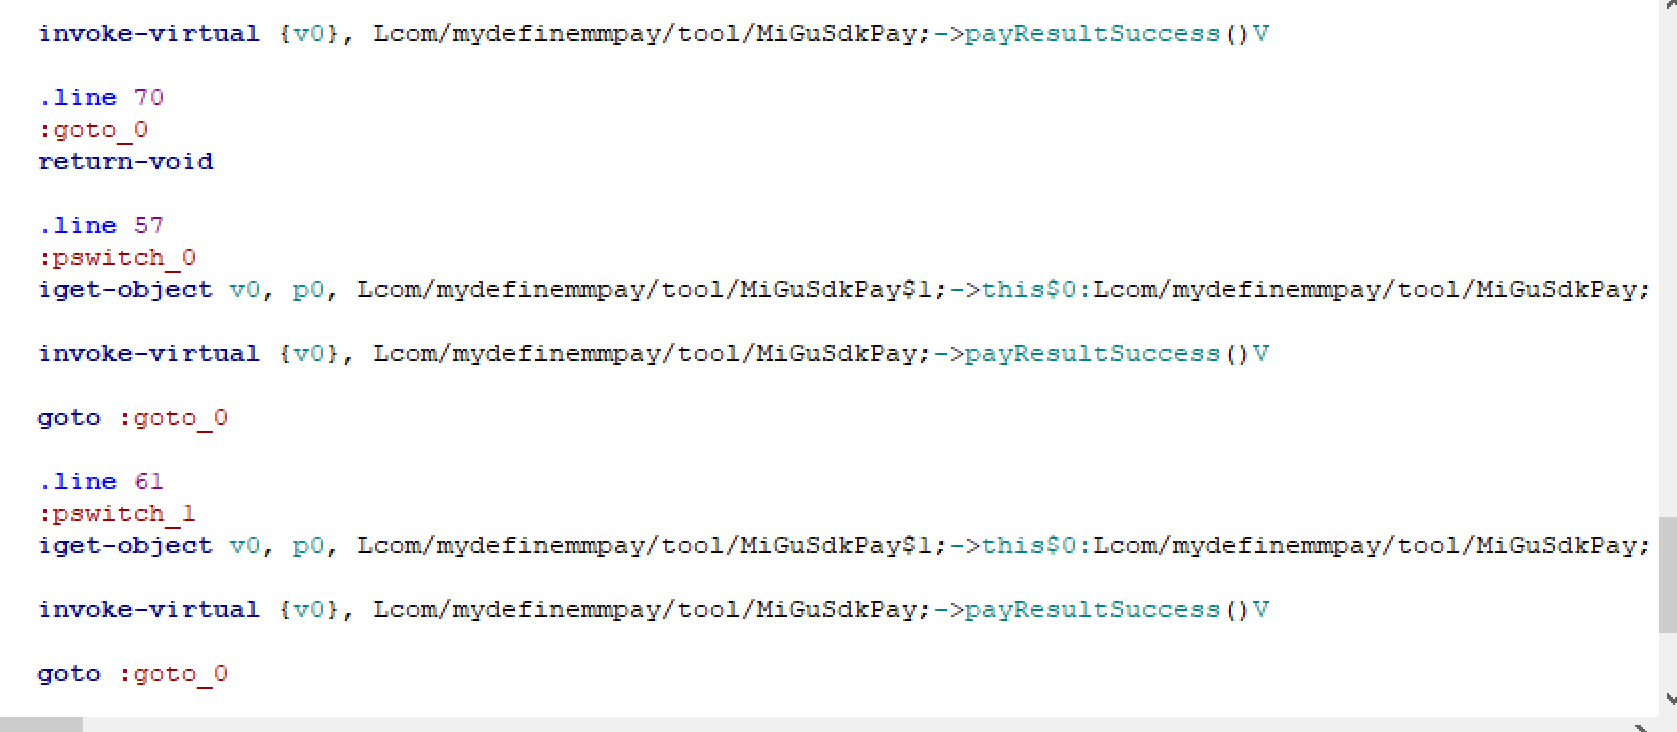 invoke-virtual {v0}, Lcom/mydefinemmpay/tool/MiGuSdkPay;->payResultSuccess()V
.line 70
:goto_0
return-void
.line 57
:pswitch_0
iget-object v0, p0, Lcom/mydefinemmpay/tool/MiGuSdkPay$1;->this$0:Lcom/mydefinemmpay/tool/MiGuSdkPay;
invoke-virtual {v0}, Lcom/mydefinemmpay/tool/MiGuSdkPay;->payResultSuccess()V
goto :goto_0
.line 61
:pswitch_1
iget-object v0, p0, Lcom/mydefinemmpay/tool/MiGuSdkPay$1;->this$0:Lcom/mydefinemmpay/tool/MiGuSdkPay;
invoke-virtual {v0}, Lcom/mydefinemmpay/tool/MiGuSdkPay;->payResultSuccess()V
goto :goto_0